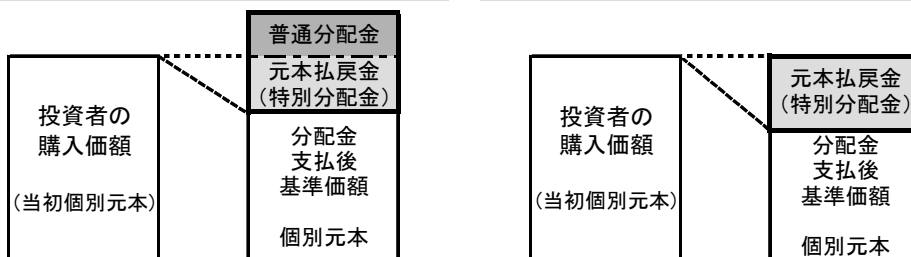 普通分配金
元本払戻金
(特別分配金)
投資者の
購入価額
(当初個別元本)
分配金
支払後
基準価額
個別元本
元本払戻金
(特別分配金)
投資者の
購入価額
(当初個別元本)
分配金
支払後
基準価額
個別元本